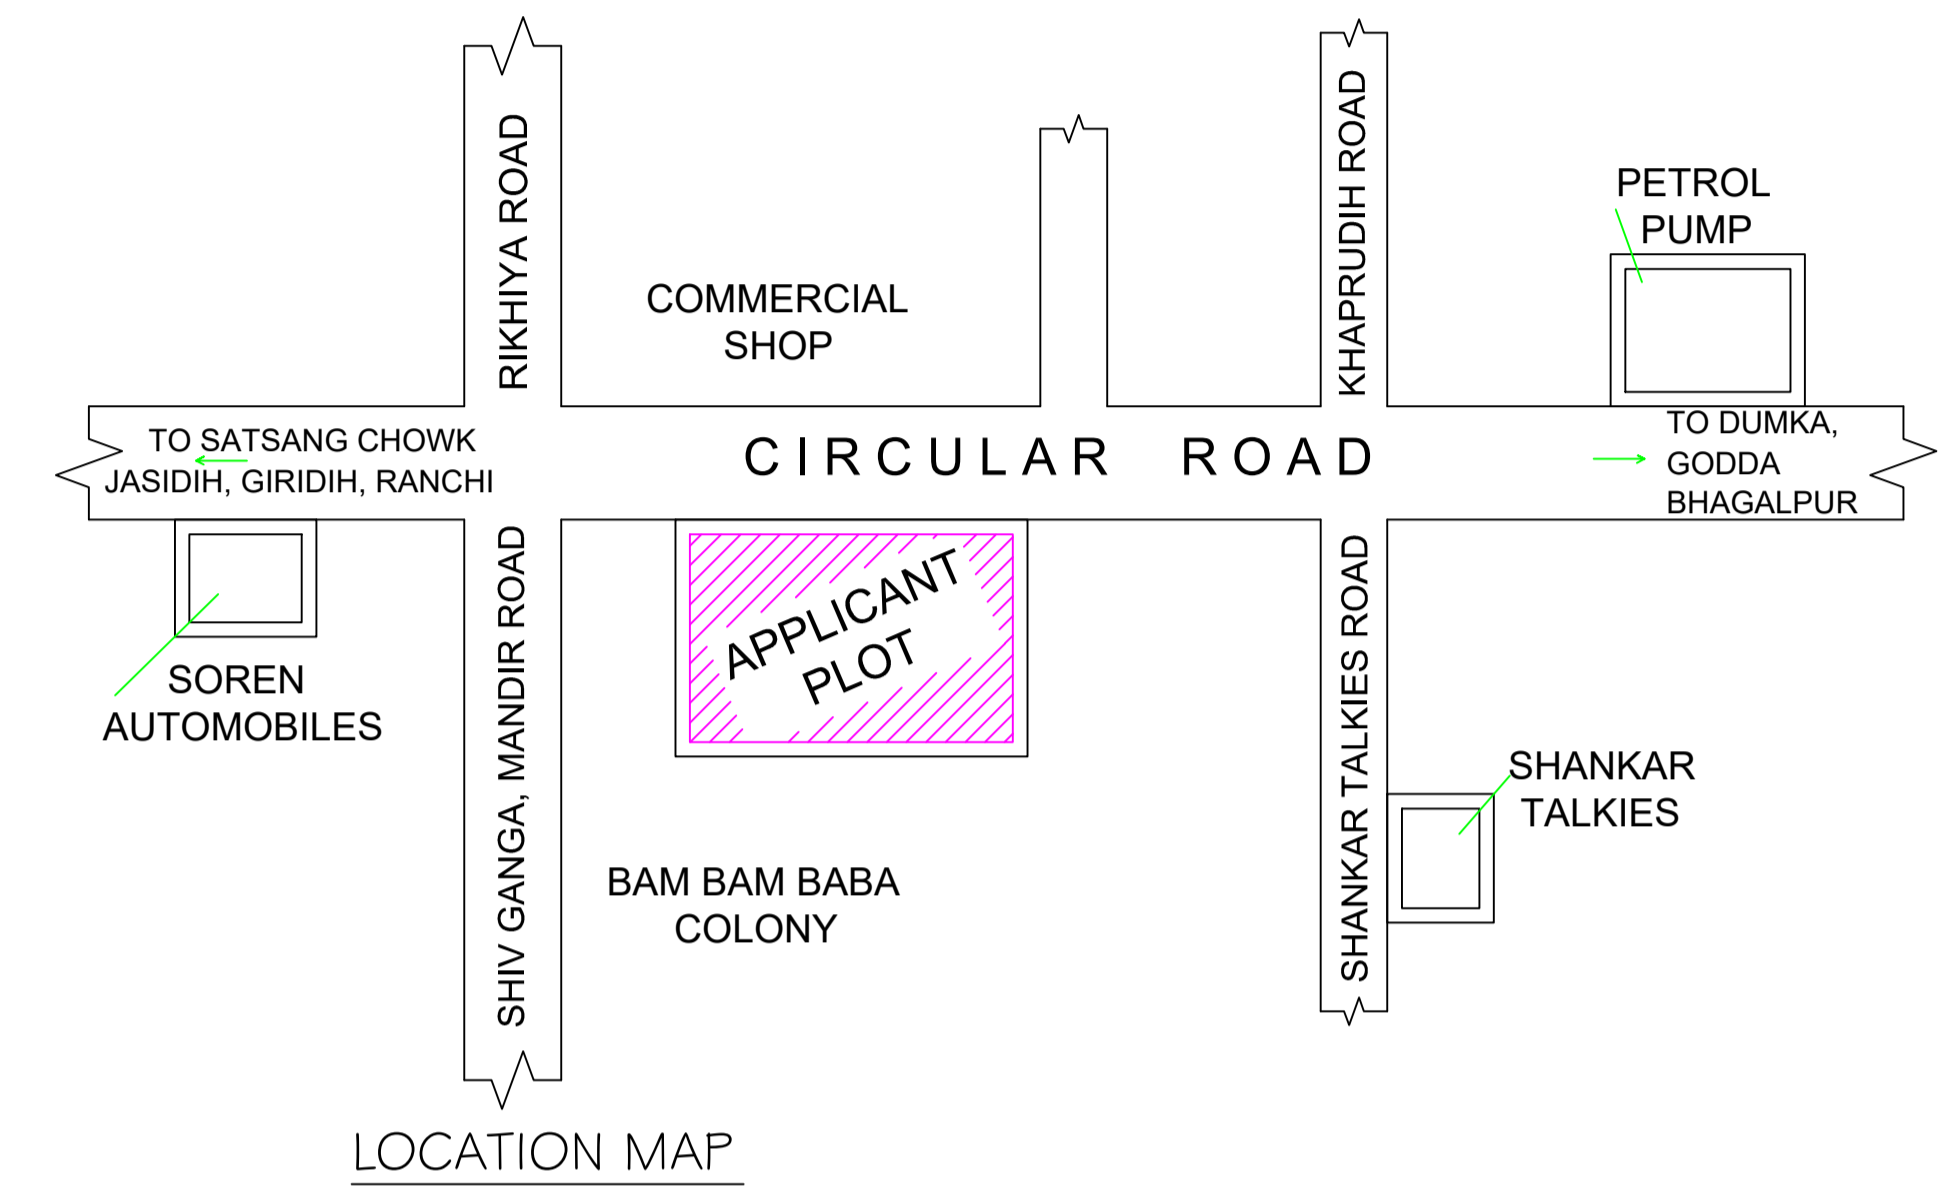 RIKHIYA ROAD
KHAPRUDIH ROAD
PETROL
PUMP
COMMERCIAL
SHOP
TO SATSANG CHOWK
JASIDIH, GIRIDIH, RANCHI
CIRCULAR ROAD
TO DUMKA,
GODDA
BHAGALPUR
SHIV GANGA, MANDIR ROAD
APPLICANT
PLOT
SHANKAR TALKIES ROAD
SOREN
AUTOMOBILES
SHANKAR
TALKIES
BAM BAM BABA
COLONY
LOCATION MAP